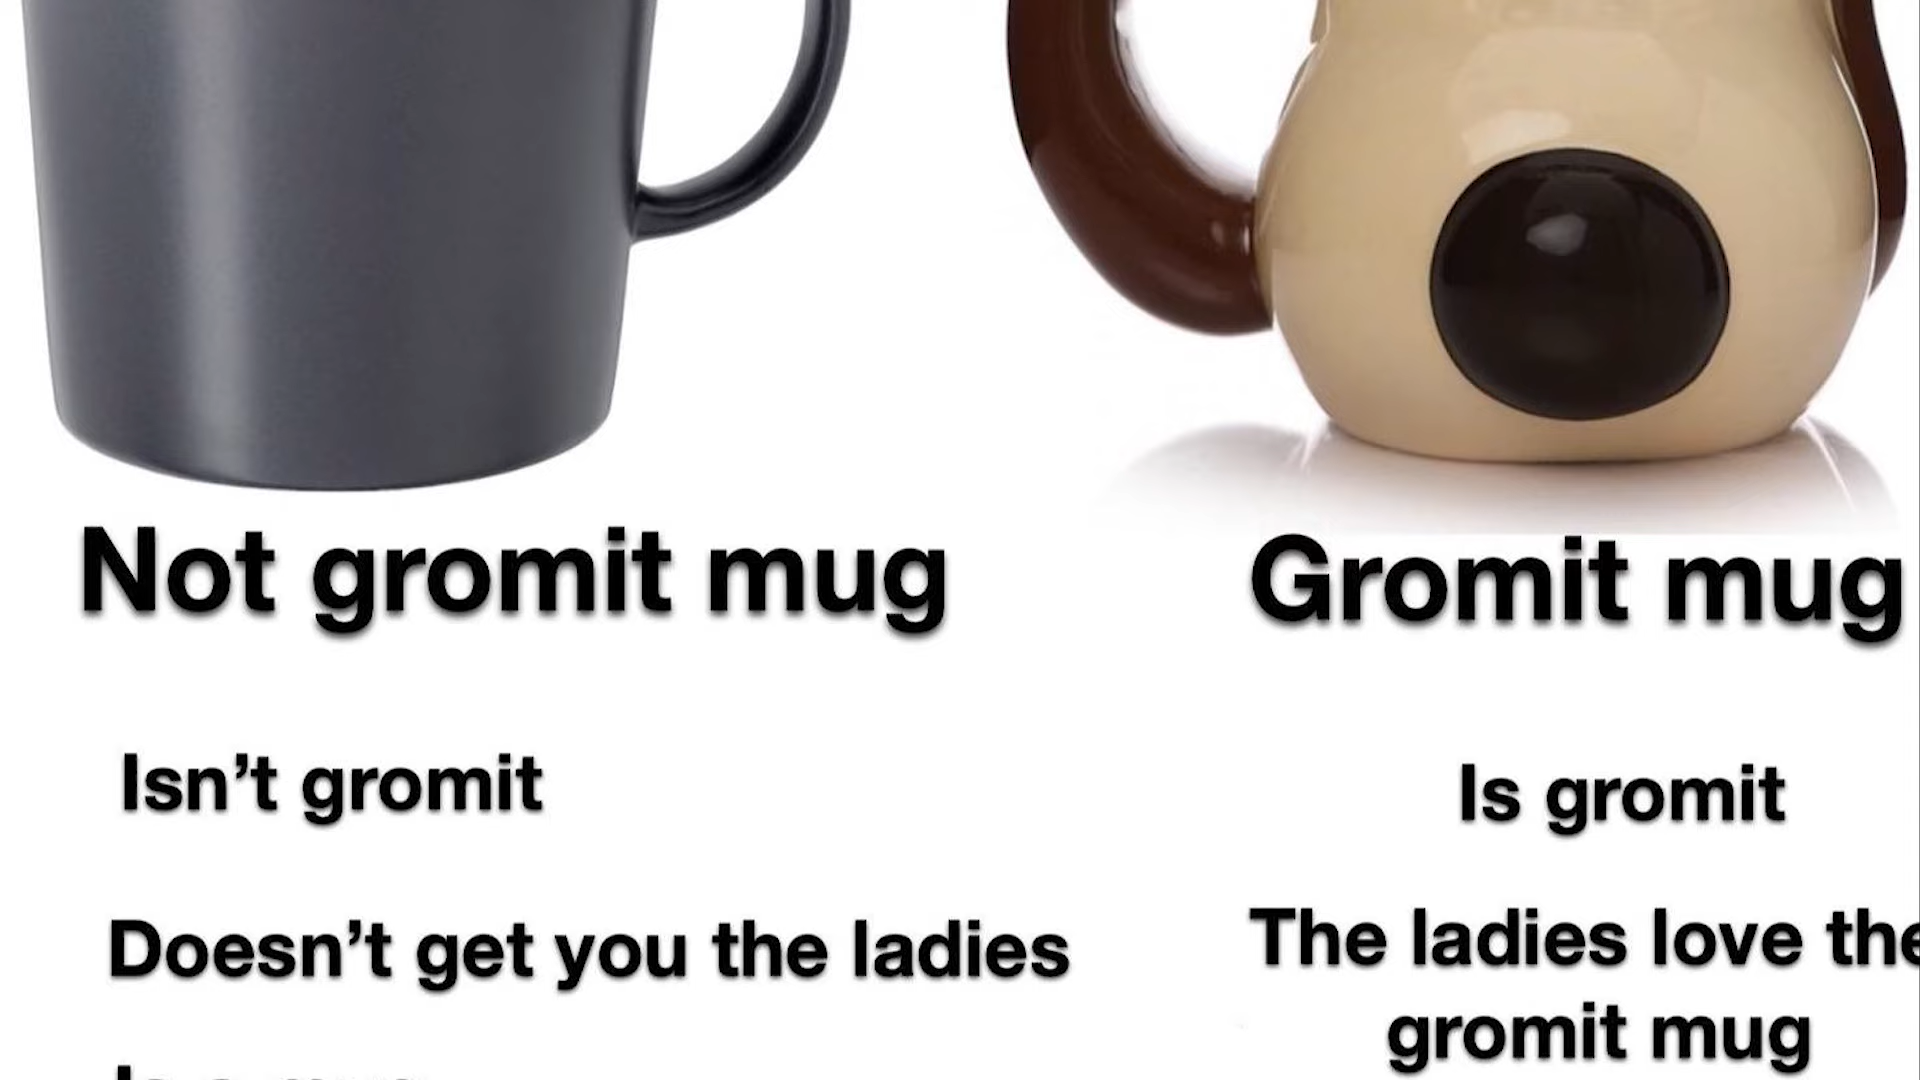 Not gromit mug
Gromit mug
Isn’t gromit
Is gromit
Doesn’t get you the ladies
The ladies love the
gromit mug